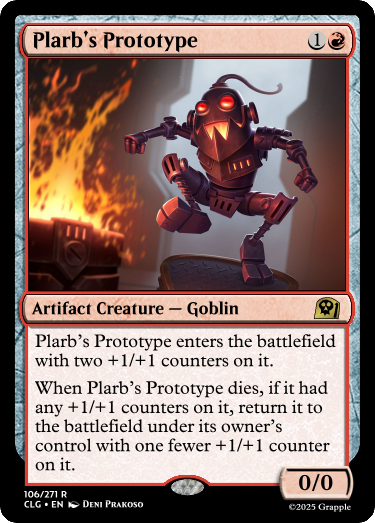 Plarb's Prototype 1
Artifact Creature — Goblin
Plarb's Prototype enters the battlefield
with two +1/+1 counters on it.
When Plarb's Prototype dies, if it had
any +1/+1 counters on it, return it to
the battlefield under its owner's
control with one fewer +1/+1 counter
on it.
0/0
106/271 R
CLG • EN Deni Prakoso
©2025 Grapple